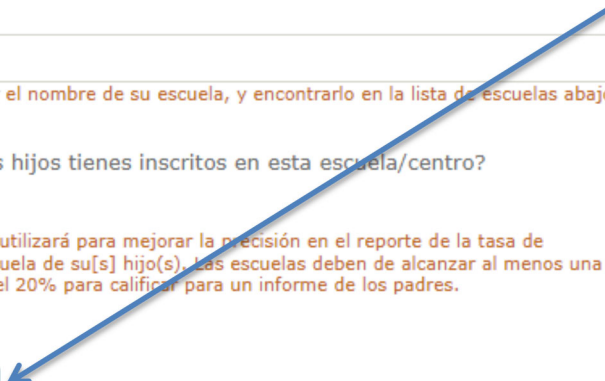 el nombre de su escuela, y encontrarlo en la lista de escuelas abajo
hijos tienes inscritos en esta escuela/centro?
utilizará para mejorar la precisión en el reporte de la tasa de
de su[s] hijo(s). Las escuelas deben de alcanzar al menos una
el 20% para calificar para un informe de los padres.